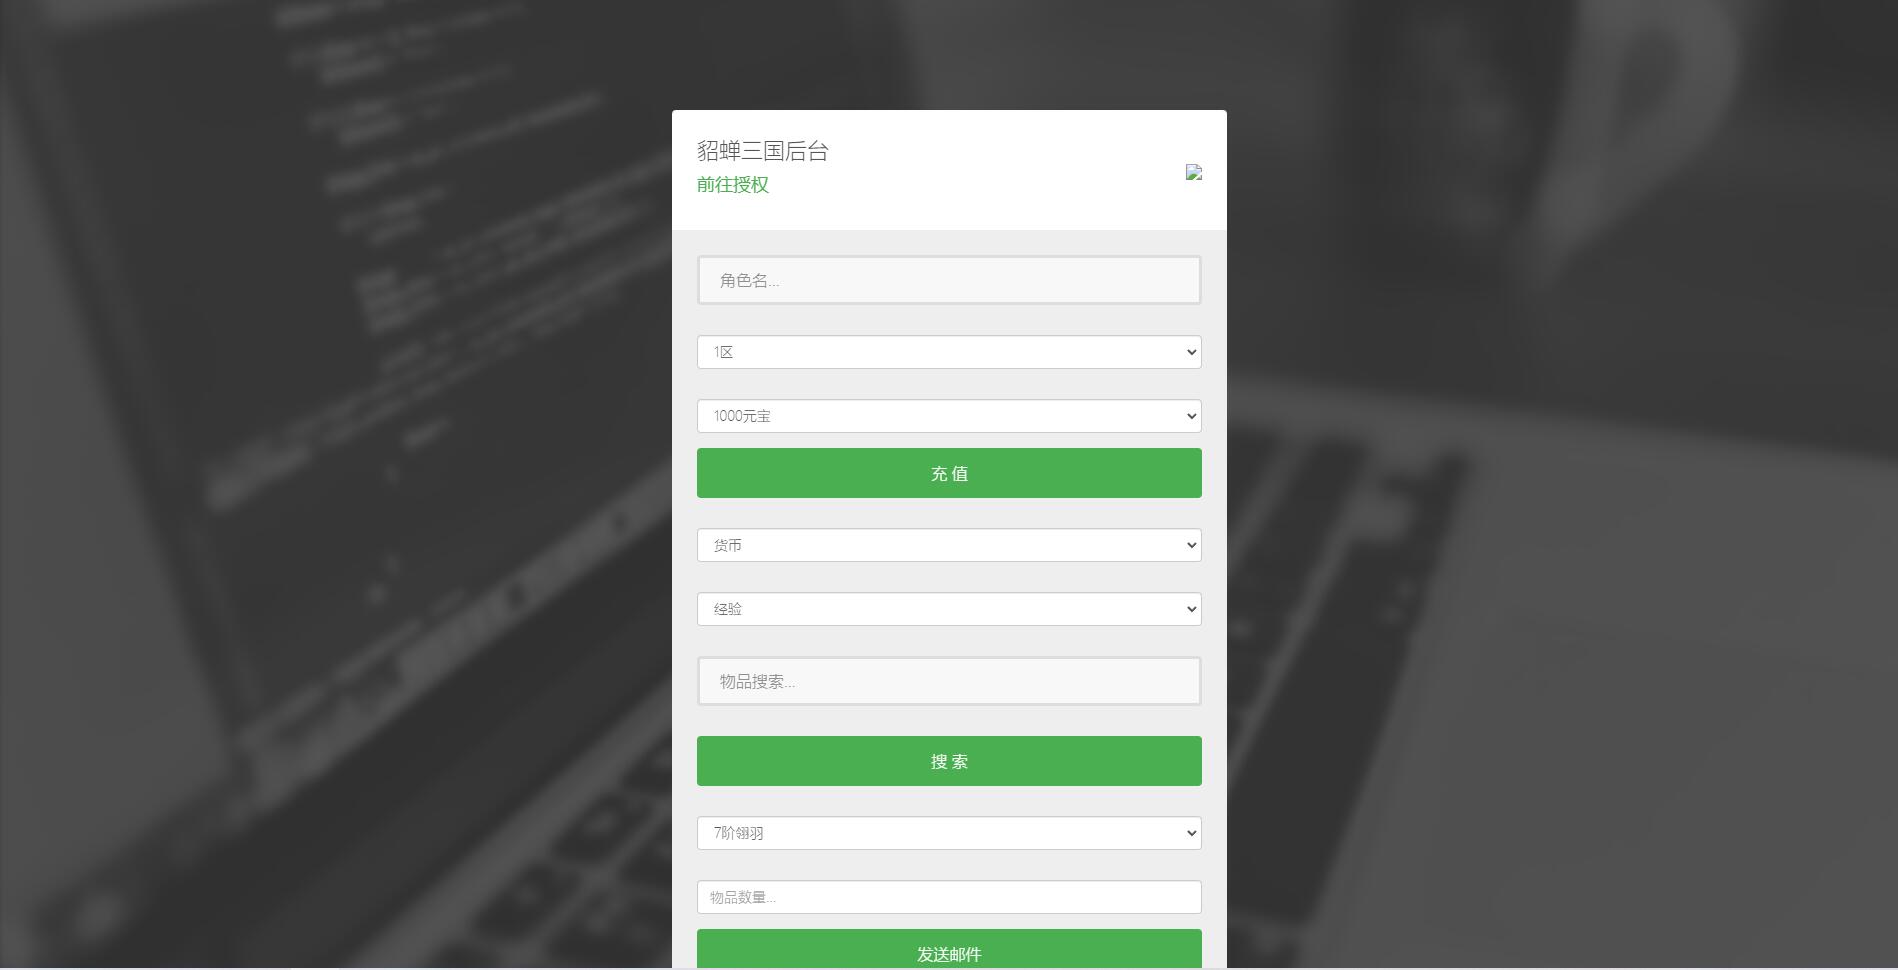 貂蝉三国后台
前往授权
角色名...
1区
1000元宝
充 值
货币
经验
物品搜索...
搜 索
7阶翎羽
物品数量...
发送邮件